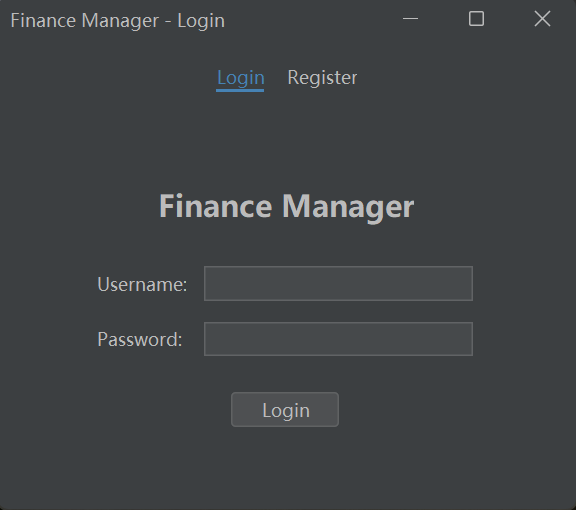 Finance Manager - Login
Login Register
Finance Manager
Username:
Password:
Login